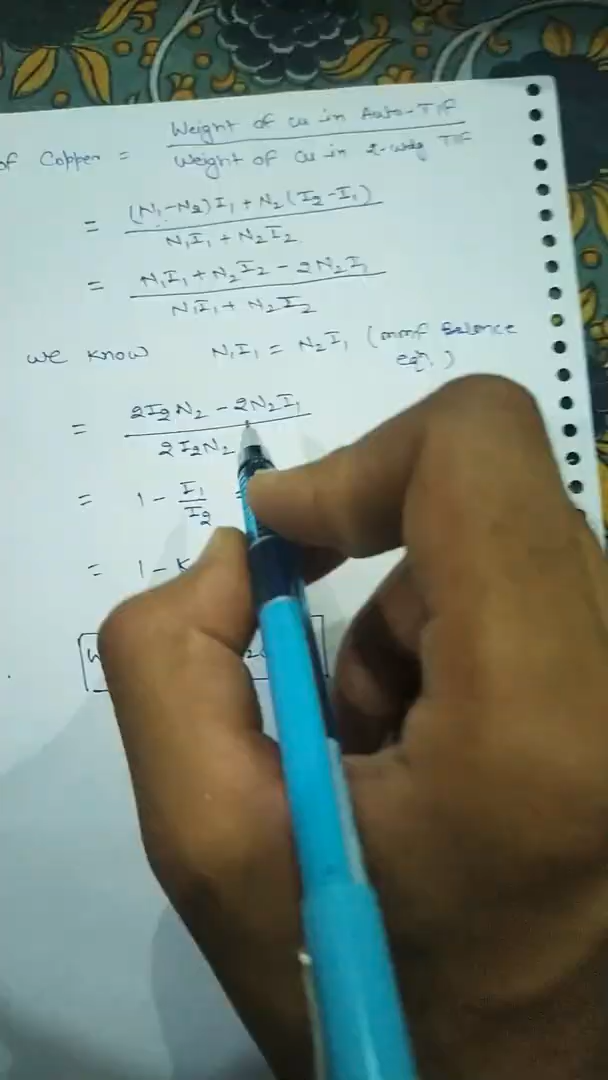 of Copper = Weight of cu in Auto-T/F
Weight of cu in 2-wdg T/F
= (N₁-N₂)I₁ + N₂(I₂-I₁)
N₁I₁ + N₂I₂
= N₁I₁ + N₂I₂ - 2N₂I₁
N₁I₁ + N₂I₂
we know N₁I₁ = N₂I₁ (mmf Balence
eqn.)
= 2I₂N₂ - 2N₂I₁
2I₂N₂
= 1 - I₁
I₂
= 1 - K